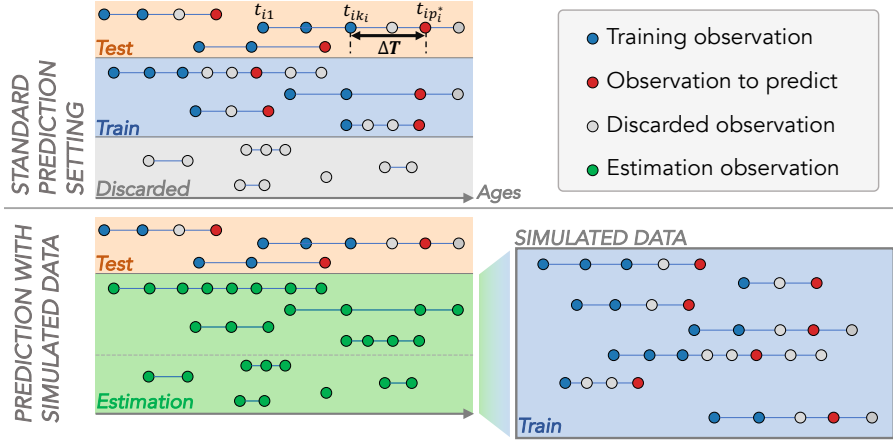 STANDARD
PREDICTION
SETTING
t_{i1}
t_{ik_i}
t_{ip_i^*}
ΔT
Test
Train
Discarded
Ages
Training observation
Observation to predict
Discarded observation
Estimation observation
PREDICTION WITH
SIMULATED DATA
Test
Estimation
SIMULATED DATA
Train